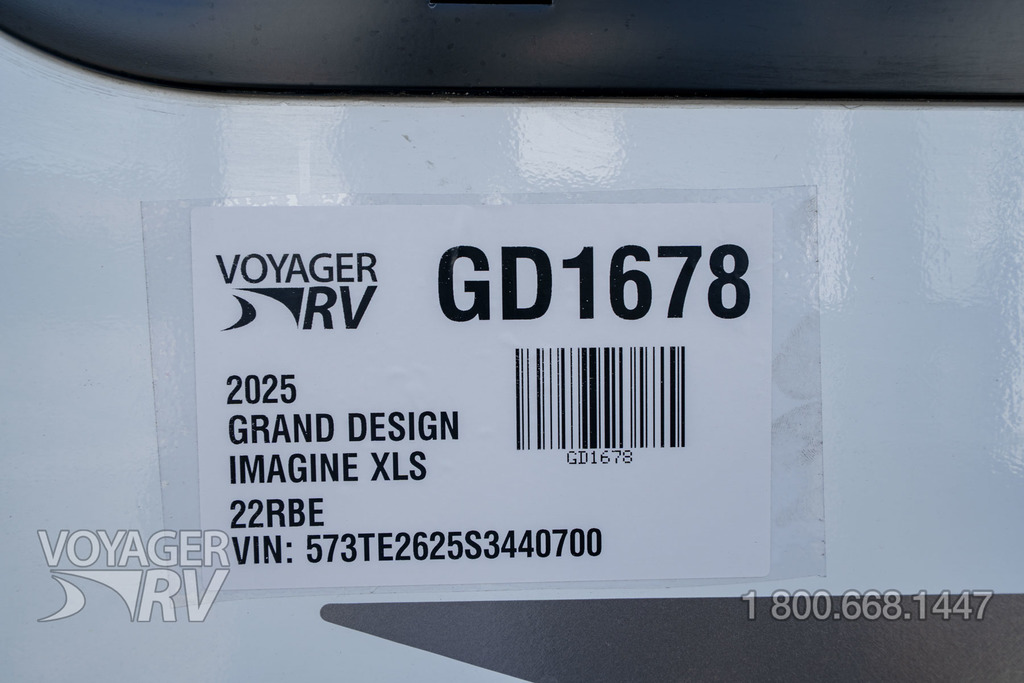 VOYAGER
RV
GD1678
GD1678
2025
GRAND DESIGN
IMAGINE XLS
22RBE
VIN: 573TE2625S3440700
VOYAGER
RV
1 800.668.1447